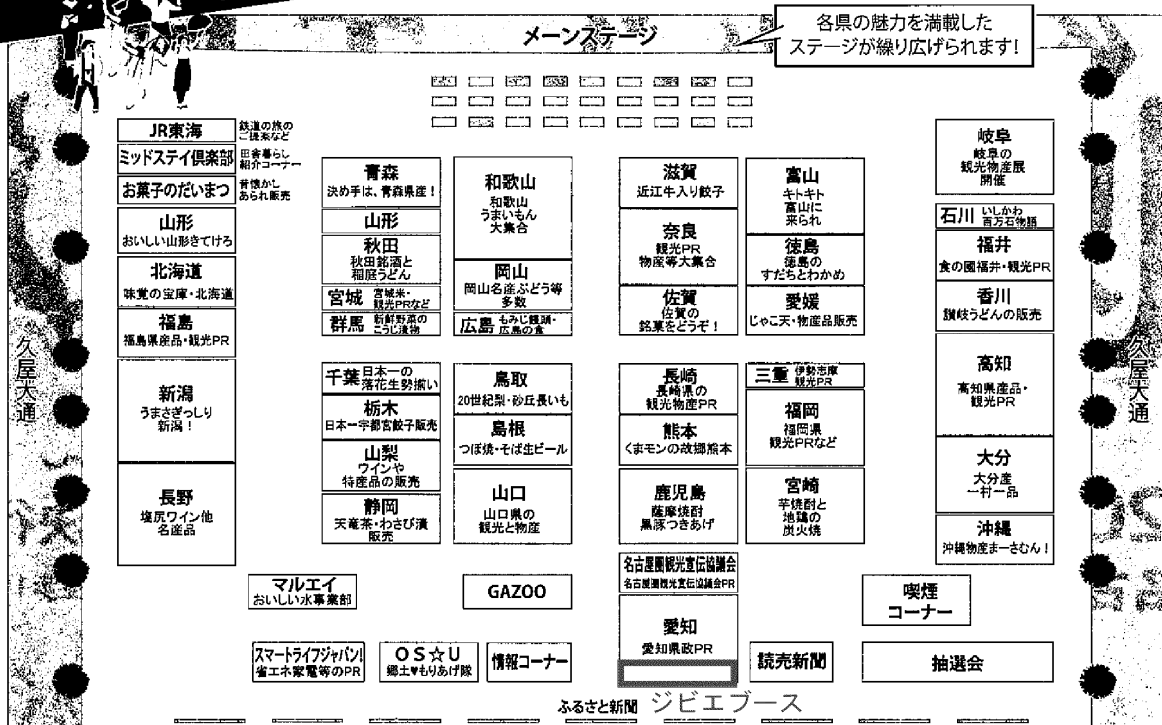 メーンステージ
各県の魅力を満載した
ステージが繰り広げられます!
久屋大通
JR東海
鉄道の旅の
ご提案など
ミッドステイ倶楽部
田舎暮らし
紹介コーナー
お菓子のだいまつ
昔懐かし
あられ販売
山形
おいしい山形きてけろ
北海道
味覚の宝庫・北海道
福島
福島県産品・観光PR
新潟
うまさぎっしり
新潟!
長野
塩尻ワイン他
名産品
青森
決め手は、青森県産!
山形
秋田
秋田銘酒と
稲庭うどん
宮城
宮城米・
観光PRなど
群馬
新鮮野菜の
こうじ漬物
千葉
日本一の
落花生勢揃い
栃木
日本一宇都宮餃子販売
山梨
ワインや
特産品の販売
静岡
天竜茶・わさび漬
販売
和歌山
和歌山
うまいもん
大集合
岡山
岡山名産ぶどう等
多数
広島
もみじ饅頭・
広島の食
鳥取
20世紀梨・砂丘長いも
島根
つぼ焼・そば生ビール
山口
山口県の
観光と物産
滋賀
近江牛入り餃子
奈良
観光PR
物産等大集合
佐賀
佐賀の
銘菓をどうぞ!
長崎
長崎県の
観光物産PR
熊本
くまモンの故郷熊本
鹿児島
薩摩焼酎
黒豚つきあげ
名古屋圏観光宣伝協議会
名古屋圏観光宣伝協議会PR
愛知
愛知県政PR
富山
キトキト
富山に
来られ
徳島
徳島の
すだちとわかめ
愛媛
じゃこ天・物産品販売
三重
伊勢志摩
観光PR
福岡
福岡県
観光PRなど
宮崎
芋焼酎と
地鶏の
炭火焼
岐阜
岐阜の
観光物産展
開催
石川
いしかわ
百万石物語
福井
食の國福井・観光PR
香川
讃岐うどんの販売
高知
高知県産品・
観光PR
大分
大分産
一村一品
沖縄
沖縄物産まーさむん!
久屋大通
マルエイ
おいしい水事業部
GAZOO
喫煙
コーナー
スマートライフジャパン!
省エネ家電等のPR
OS☆U
郷土♥もりあげ隊
情報コーナー
読売新聞
抽選会
ふるさと新聞
ジビエブース